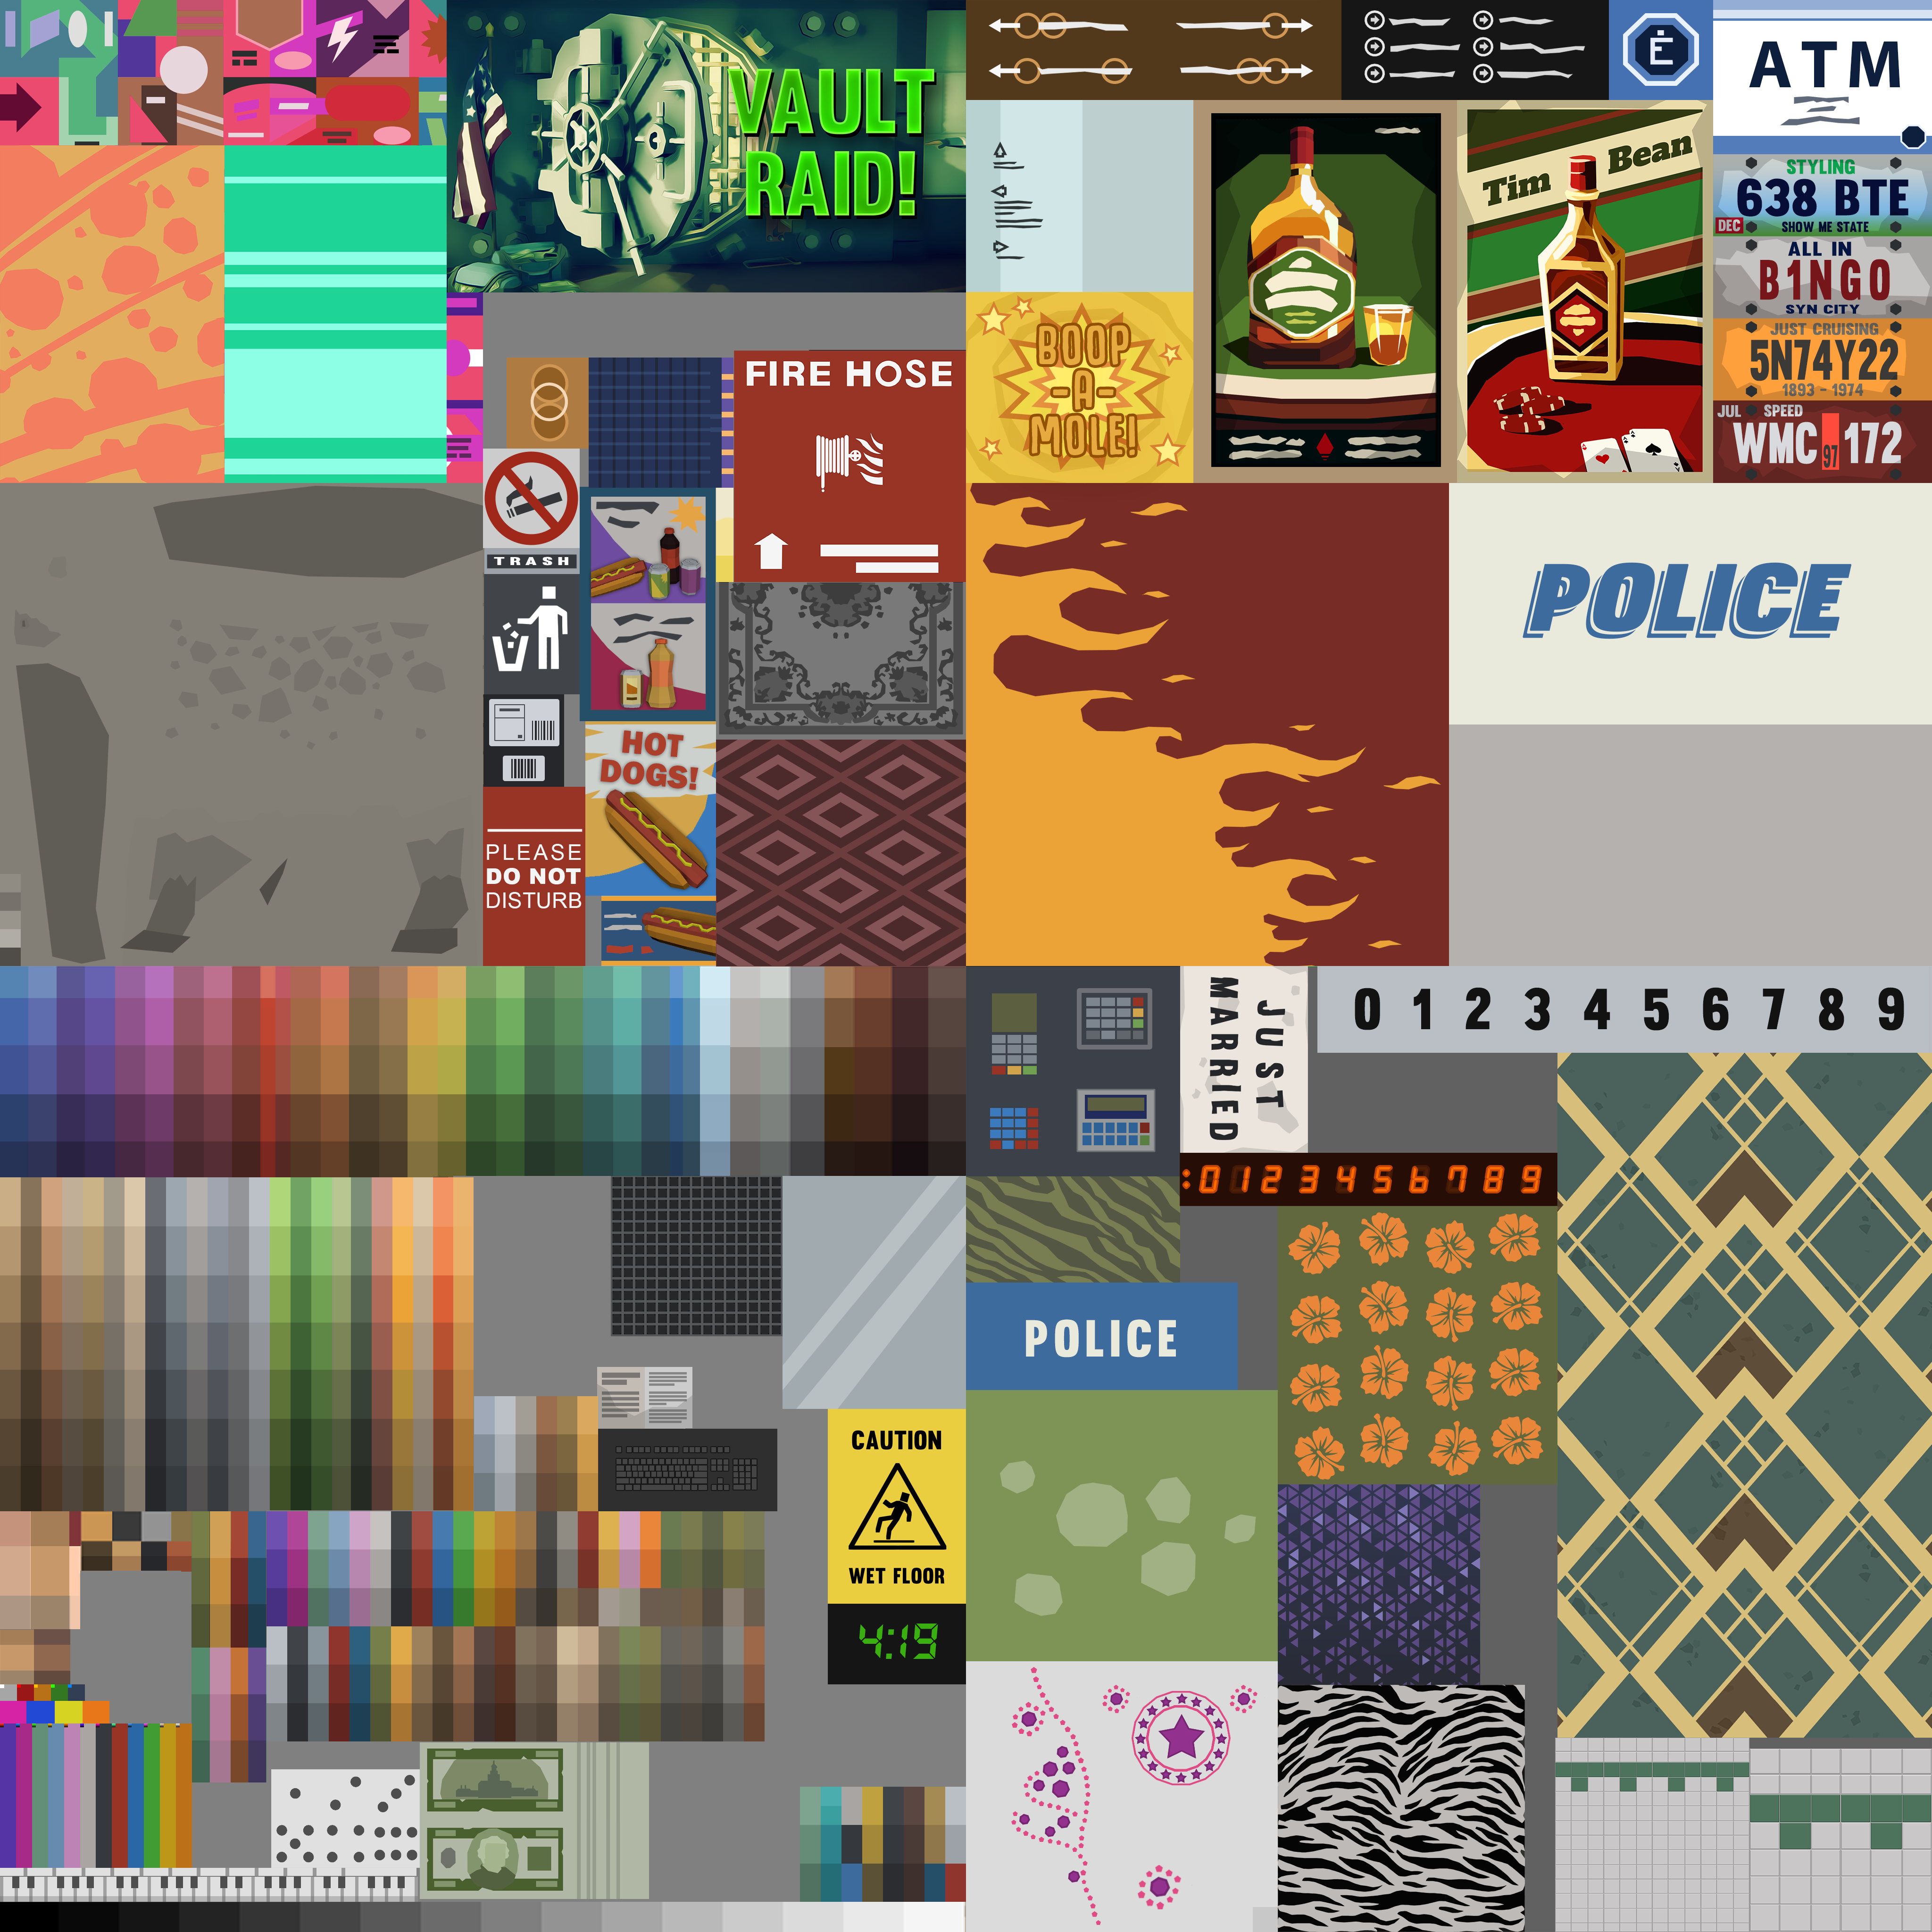 VAULT
RAID!
Ė
ATM
Tim Bean
STYLING
638 BTE
DEC
SHOW ME STATE
ALL IN
B1NGO
SYN CITY
JUST CRUISING
5N74Y22
1893 - 1974
JUL SPEED
WMC 97 172
BOOP
-A-
MOLE!
FIRE HOSE
TRASH
HOT
DOGS!
PLEASE
DO NOT
DISTURB
POLICE
JUST
MARRIED
0 1 2 3 4 5 6 7 8 9
:0 1 2 3 4 5 6 7 8 9
POLICE
CAUTION
WET FLOOR
4:19